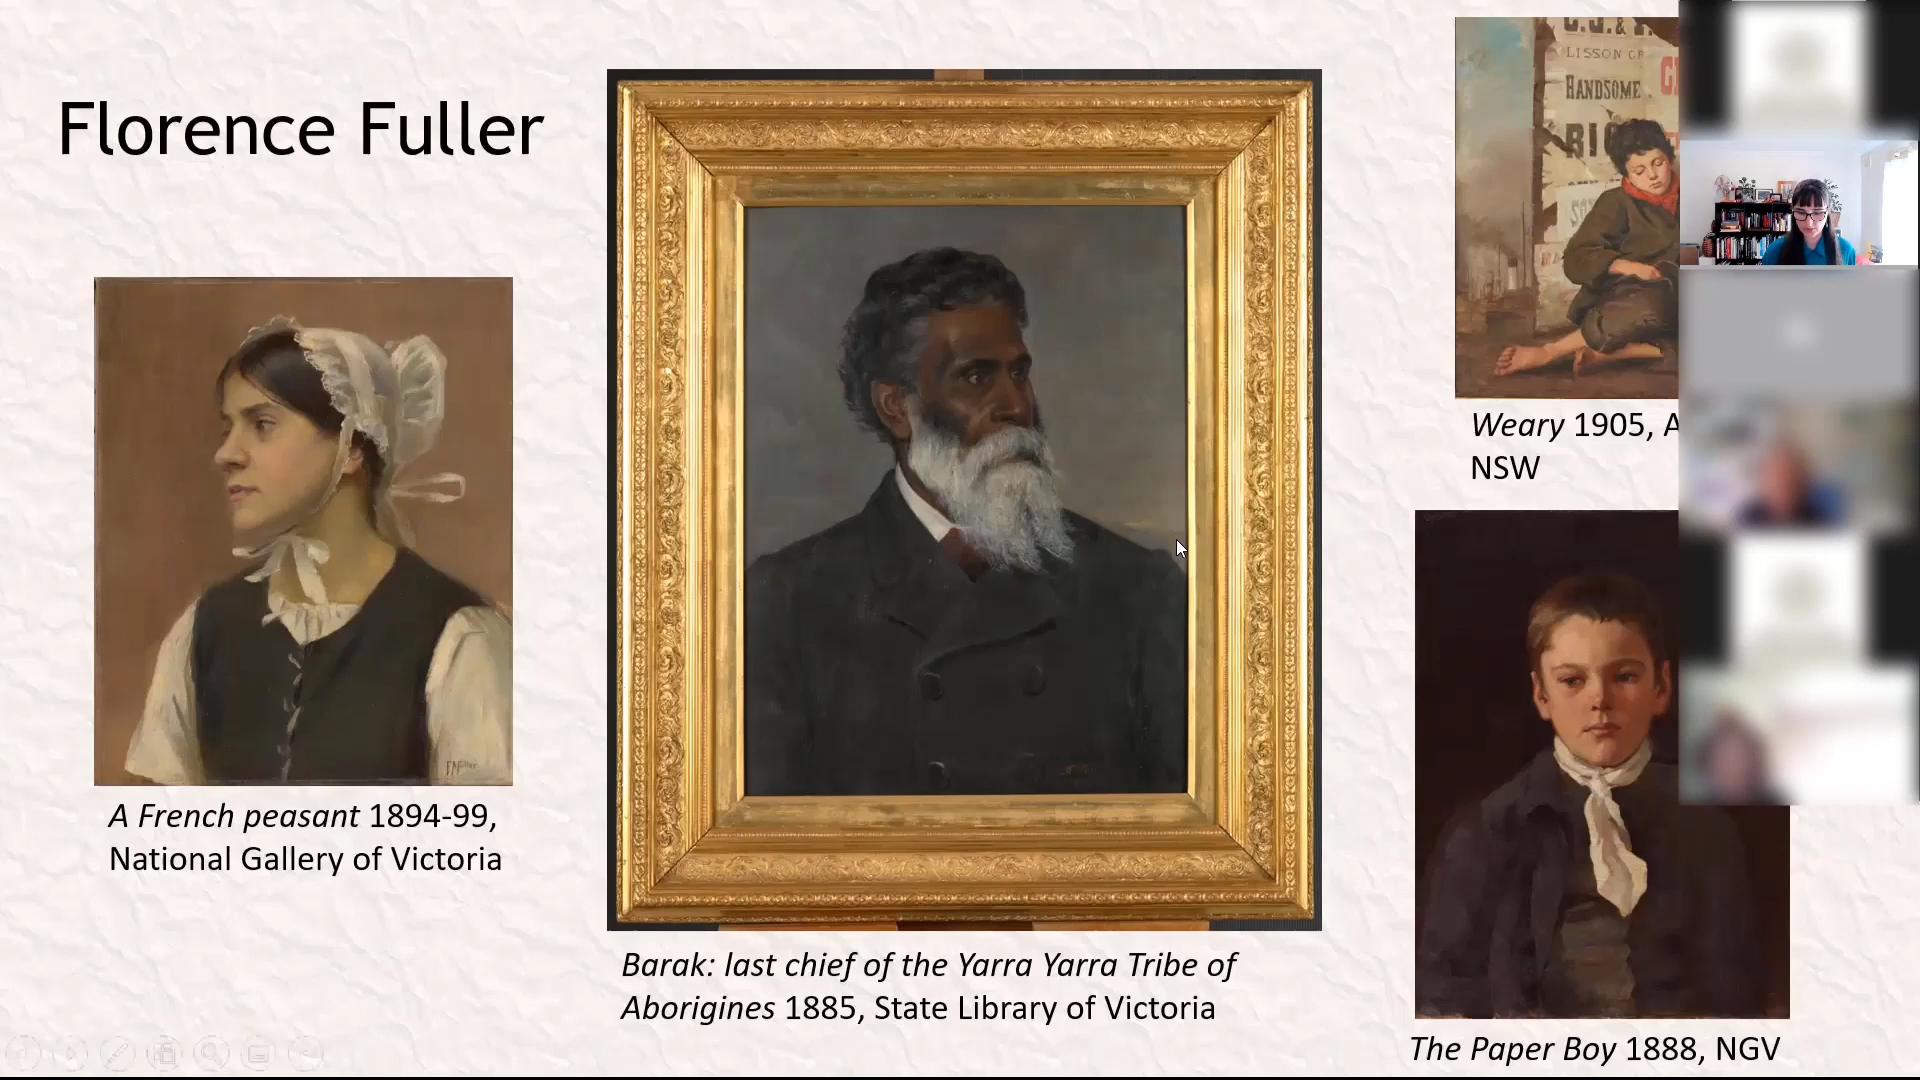 Florence Fuller
A French peasant 1894-99,
National Gallery of Victoria
Barak: last chief of the Yarra Yarra Tribe of
Aborigines 1885, State Library of Victoria
LISSON GR
HANDSOME
Weary 1905, A
NSW
The Paper Boy 1888, NGV